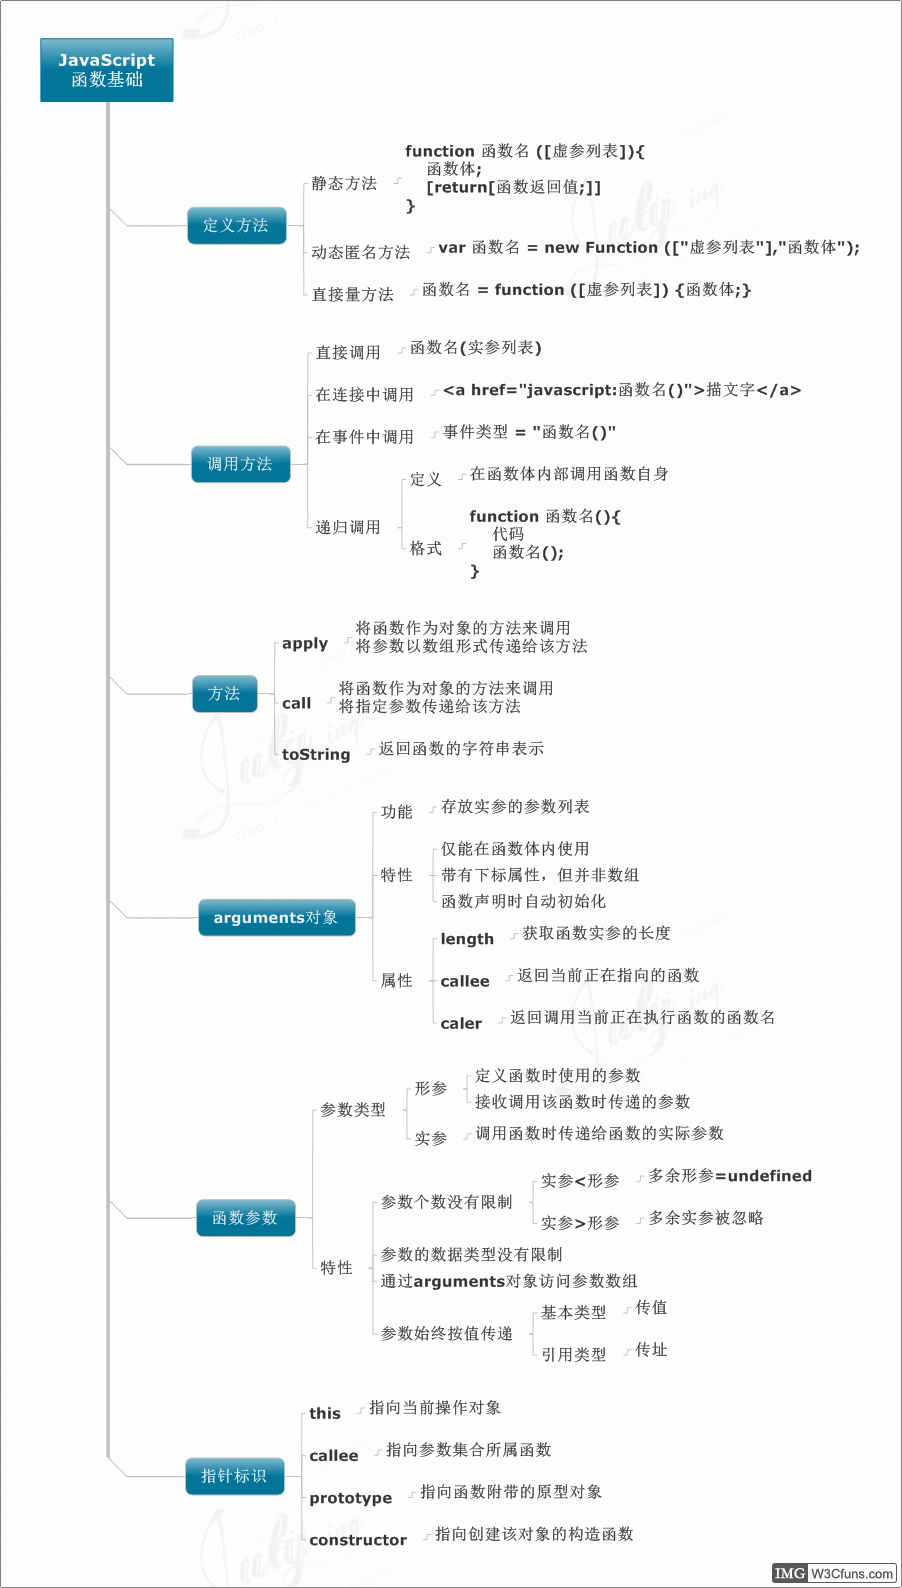 JavaScript
函数基础
定义方法
静态方法
function 函数名 ([虚参列表]){
函数体;
[return[函数返回值;]]
}
动态匿名方法
var 函数名 = new Function (["虚参列表"],"函数体");
直接量方法
函数名 = function ([虚参列表]) {函数体;}
调用方法
直接调用
函数名(实参列表)
在连接中调用
<a href="javascript:函数名()">描文字</a>
在事件中调用
事件类型 = "函数名()"
递归调用
定义
在函数体内部调用函数自身
格式
function 函数名(){
代码
函数名();
}
方法
apply
将函数作为对象的方法来调用
将参数以数组形式传递给该方法
call
将函数作为对象的方法来调用
将指定参数传递给该方法
toString
返回函数的字符串表示
arguments对象
功能
存放实参的参数列表
特性
仅能在函数体内使用
带有下标属性，但并非数组
函数声明时自动初始化
属性
length
获取函数实参的长度
callee
返回当前正在指向的函数
caler
返回调用当前正在执行函数的函数名
函数参数
参数类型
形参
定义函数时使用的参数
接收调用该函数时传递的参数
实参
调用函数时传递给函数的实际参数
特性
参数个数没有限制
实参<形参
多余形参=undefined
实参>形参
多余实参被忽略
参数的数据类型没有限制
通过arguments对象访问参数数组
参数始终按值传递
基本类型
传值
引用类型
传址
指针标识
this
指向当前操作对象
callee
指向参数集合所属函数
prototype
指向函数附带的原型对象
constructor
指向创建该对象的构造函数
IMG W3Cfuns.com